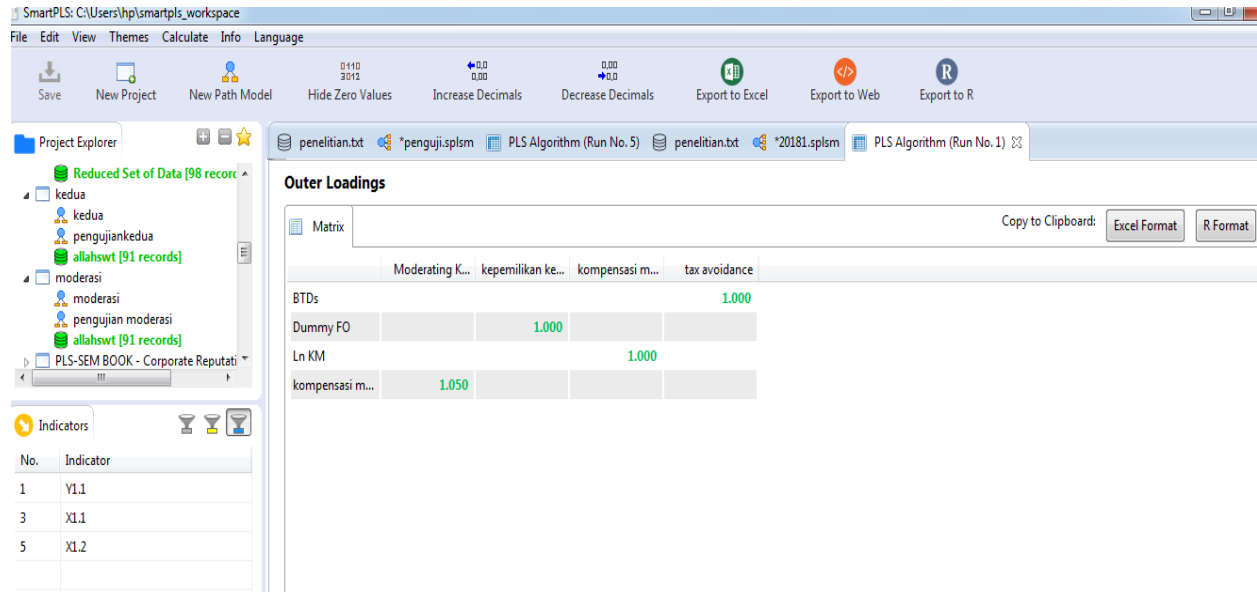 SmartPLS: C:\Users\hp\smartpls_workspace
File Edit View Themes Calculate Info Language
0110 3012 0,0 0,00 0,00 0,0
Save New Project New Path Model Hide Zero Values Increase Decimals Decrease Decimals Export to Excel Export to Web Export to R
Project Explorer
penelitian.txt *penguji.splsm PLS Algorithm (Run No. 5) penelitian.txt *20181.splsm PLS Algorithm (Run No. 1)
Reduced Set of Data [98 record
kedua
kedua
pengujiankedua
allahswt [91 records]
moderasi
moderasi
pengujian moderasi
allahswt [91 records]
PLS-SEM BOOK - Corporate Reputati
Outer Loadings
Matrix Copy to Clipboard: Excel Format R Format
Moderating K... kepemilikan ke... kompensasi m... tax avoidance
BTDs 1.000
Dummy FO 1.000
Ln KM 1.000
kompensasi m... 1.050
Indicators
No. Indicator
1 Y1.1
3 X1.1
5 X1.2